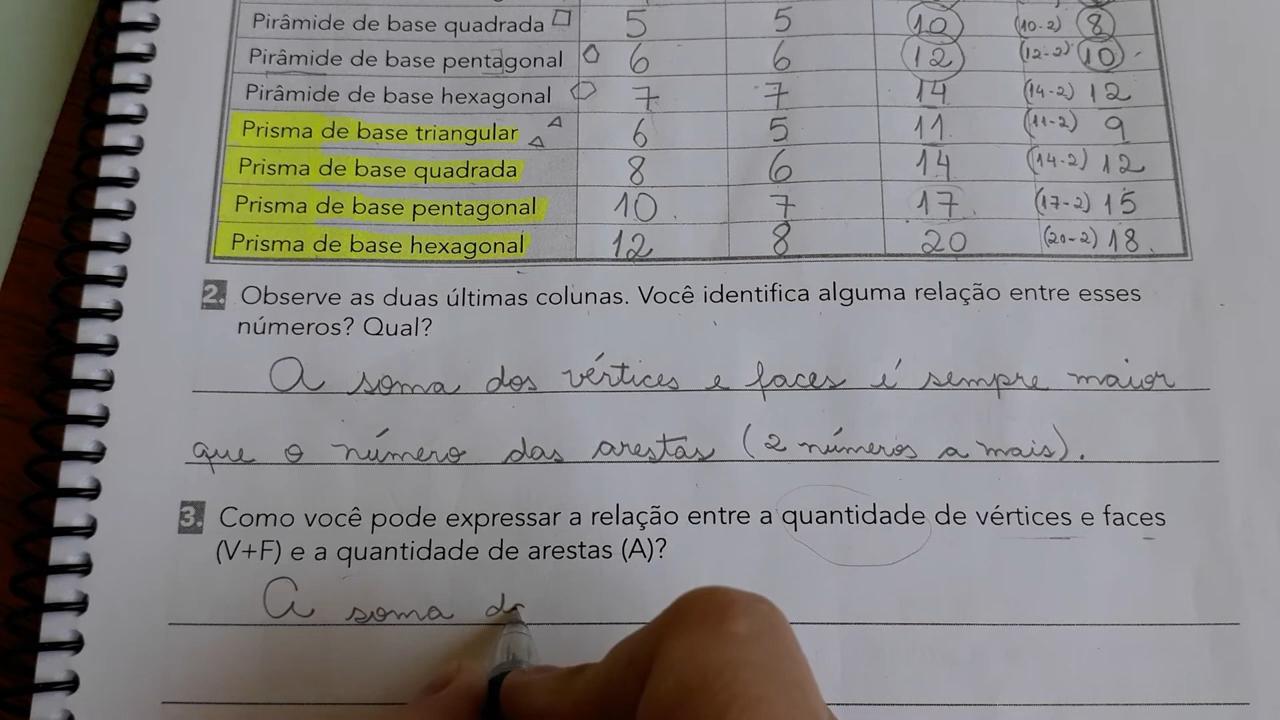 Pirâmide de base quadrada 5 5 10 (10-2) 8
Pirâmide de base pentagonal 6 6 12 (12-2) 10
Pirâmide de base hexagonal 7 7 14 (14-2) 12
Prisma de base triangular 6 5 11 (11-2) 9
Prisma de base quadrada 8 6 14 (14-2) 12
Prisma de base pentagonal 10 7 17 (17-2) 15
Prisma de base hexagonal 12 8 20 (20-2) 18
2. Observe as duas últimas colunas. Você identifica alguma relação entre esses
números? Qual?
A soma dos vértices e faces é sempre maior
que o número das arestas (2 números a mais).
3. Como você pode expressar a relação entre a quantidade de vértices e faces
(V+F) e a quantidade de arestas (A)?
A soma